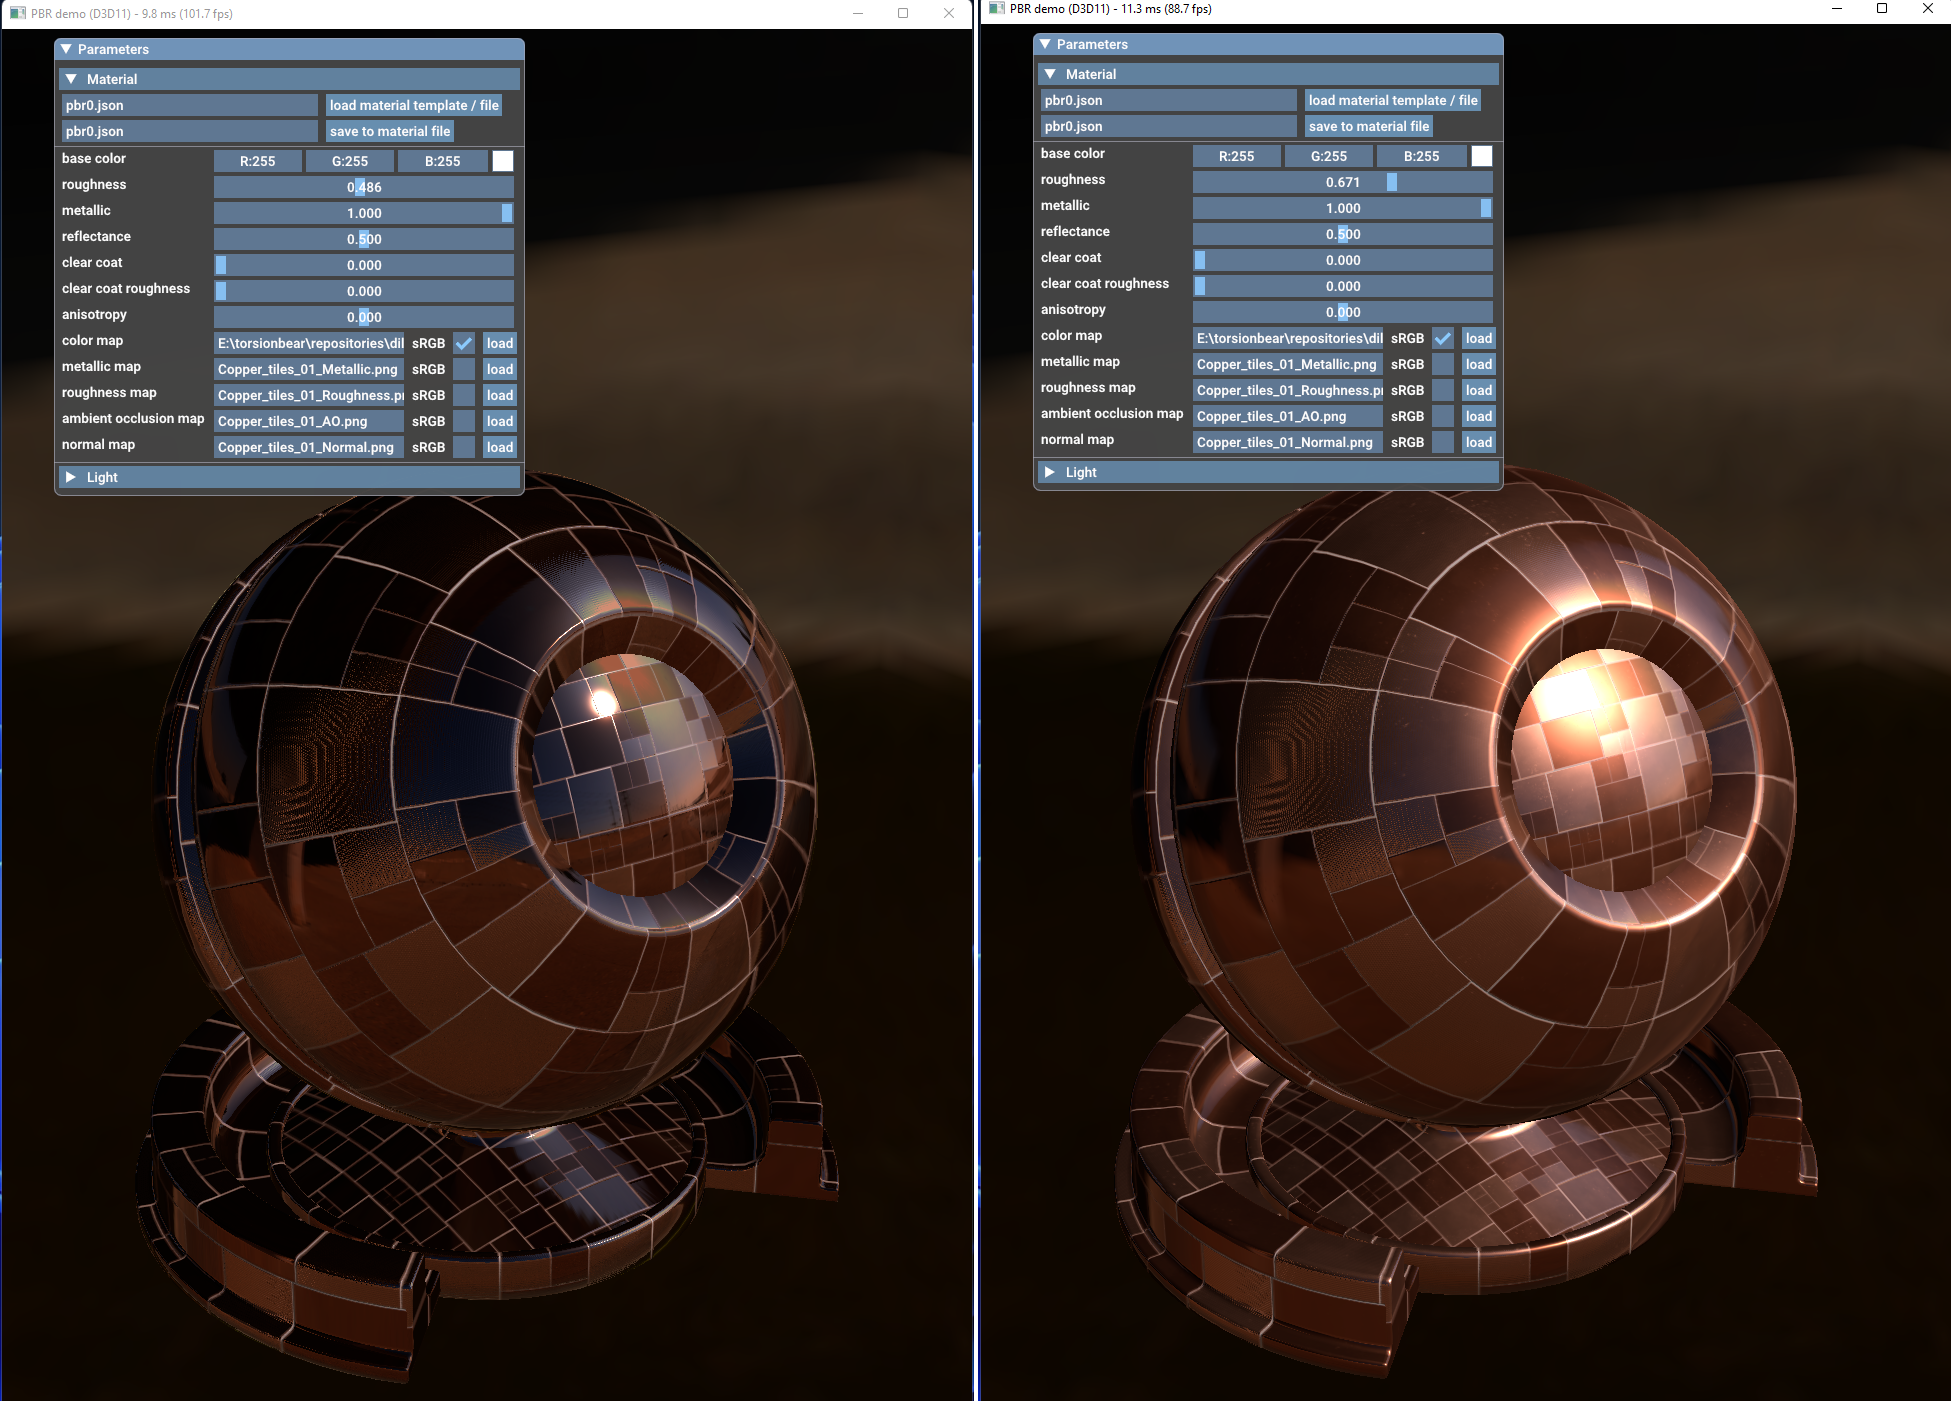 PBR demo (D3D11) - 9.8 ms (101.7 fps)
Parameters
Material
pbr0.json load material template / file
pbr0.json save to material file
base color R:255 G:255 B:255
roughness 0.486
metallic 1.000
reflectance 0.500
clear coat 0.000
clear coat roughness 0.000
anisotropy 0.000
color map E:\torsionbear\repositories\dil sRGB load
metallic map Copper_tiles_01_Metallic.png sRGB load
roughness map Copper_tiles_01_Roughness.pr sRGB load
ambient occlusion map Copper_tiles_01_AO.png sRGB load
normal map Copper_tiles_01_Normal.png sRGB load
Light
PBR demo (D3D11) - 11.3 ms (88.7 fps)
Parameters
Material
pbr0.json load material template / file
pbr0.json save to material file
base color R:255 G:255 B:255
roughness 0.671
metallic 1.000
reflectance 0.500
clear coat 0.000
clear coat roughness 0.000
anisotropy 0.000
color map E:\torsionbear\repositories\dil sRGB load
metallic map Copper_tiles_01_Metallic.png sRGB load
roughness map Copper_tiles_01_Roughness.pr sRGB load
ambient occlusion map Copper_tiles_01_AO.png sRGB load
normal map Copper_tiles_01_Normal.png sRGB load
Light